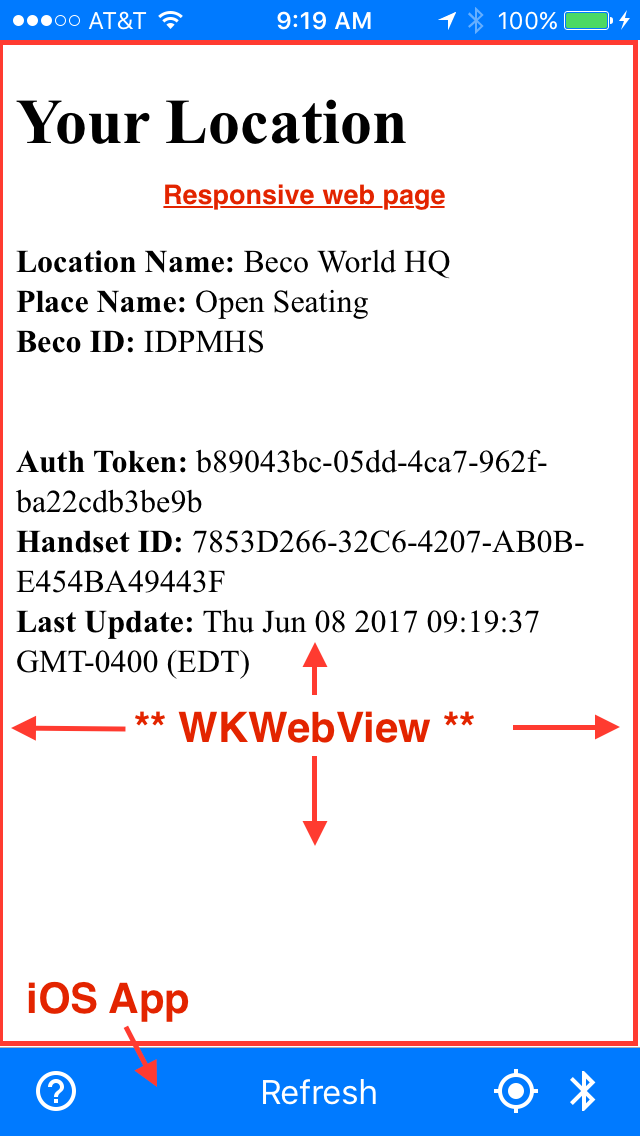 AT&T 9:19 AM 100%
Your Location
Responsive web page
Location Name: Beco World HQ
Place Name: Open Seating
Beco ID: IDPMHS
Auth Token: b89043bc-05dd-4ca7-962f-
ba22cdb3be9b
Handset ID: 7853D266-32C6-4207-AB0B-
E454BA49443F
Last Update: Thu Jun 08 2017 09:19:37
GMT-0400 (EDT)
** WKWebView **
iOS App
Refresh